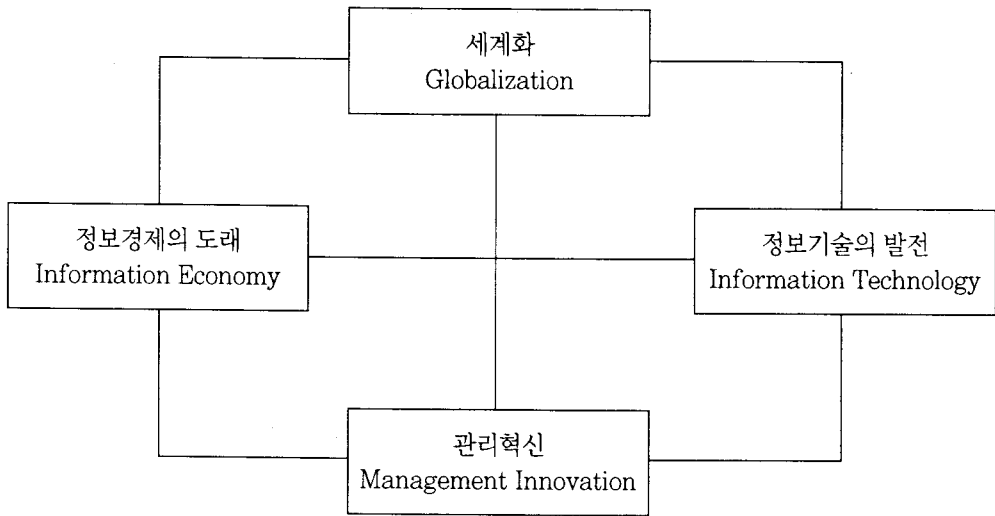 세계화
Globalization
정보경제의 도래
Information Economy
정보기술의 발전
Information Technology
관리혁신
Management Innovation